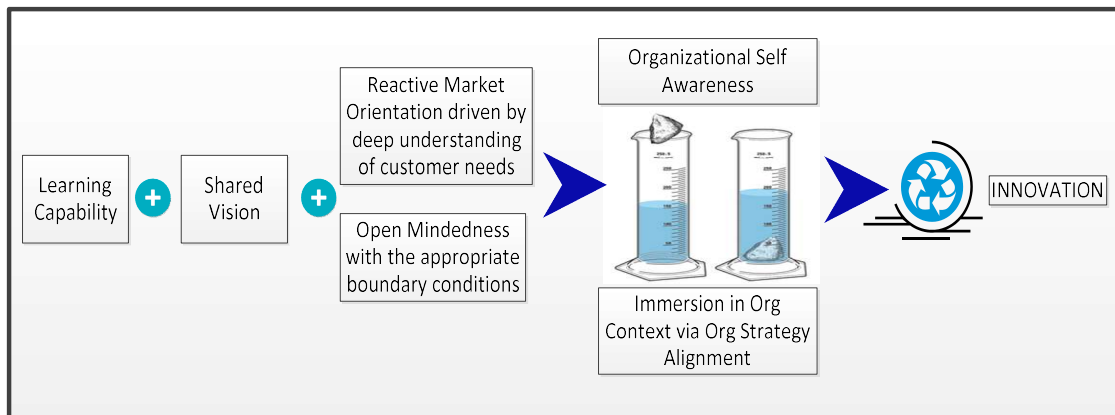 Learning
Capability
Shared
Vision
Reactive Market
Orientation driven by
deep understanding
of customer needs
Open Mindedness
with the appropriate
boundary conditions
Organizational Self
Awareness
Immersion in Org
Context via Org Strategy
Alignment
INNOVATION